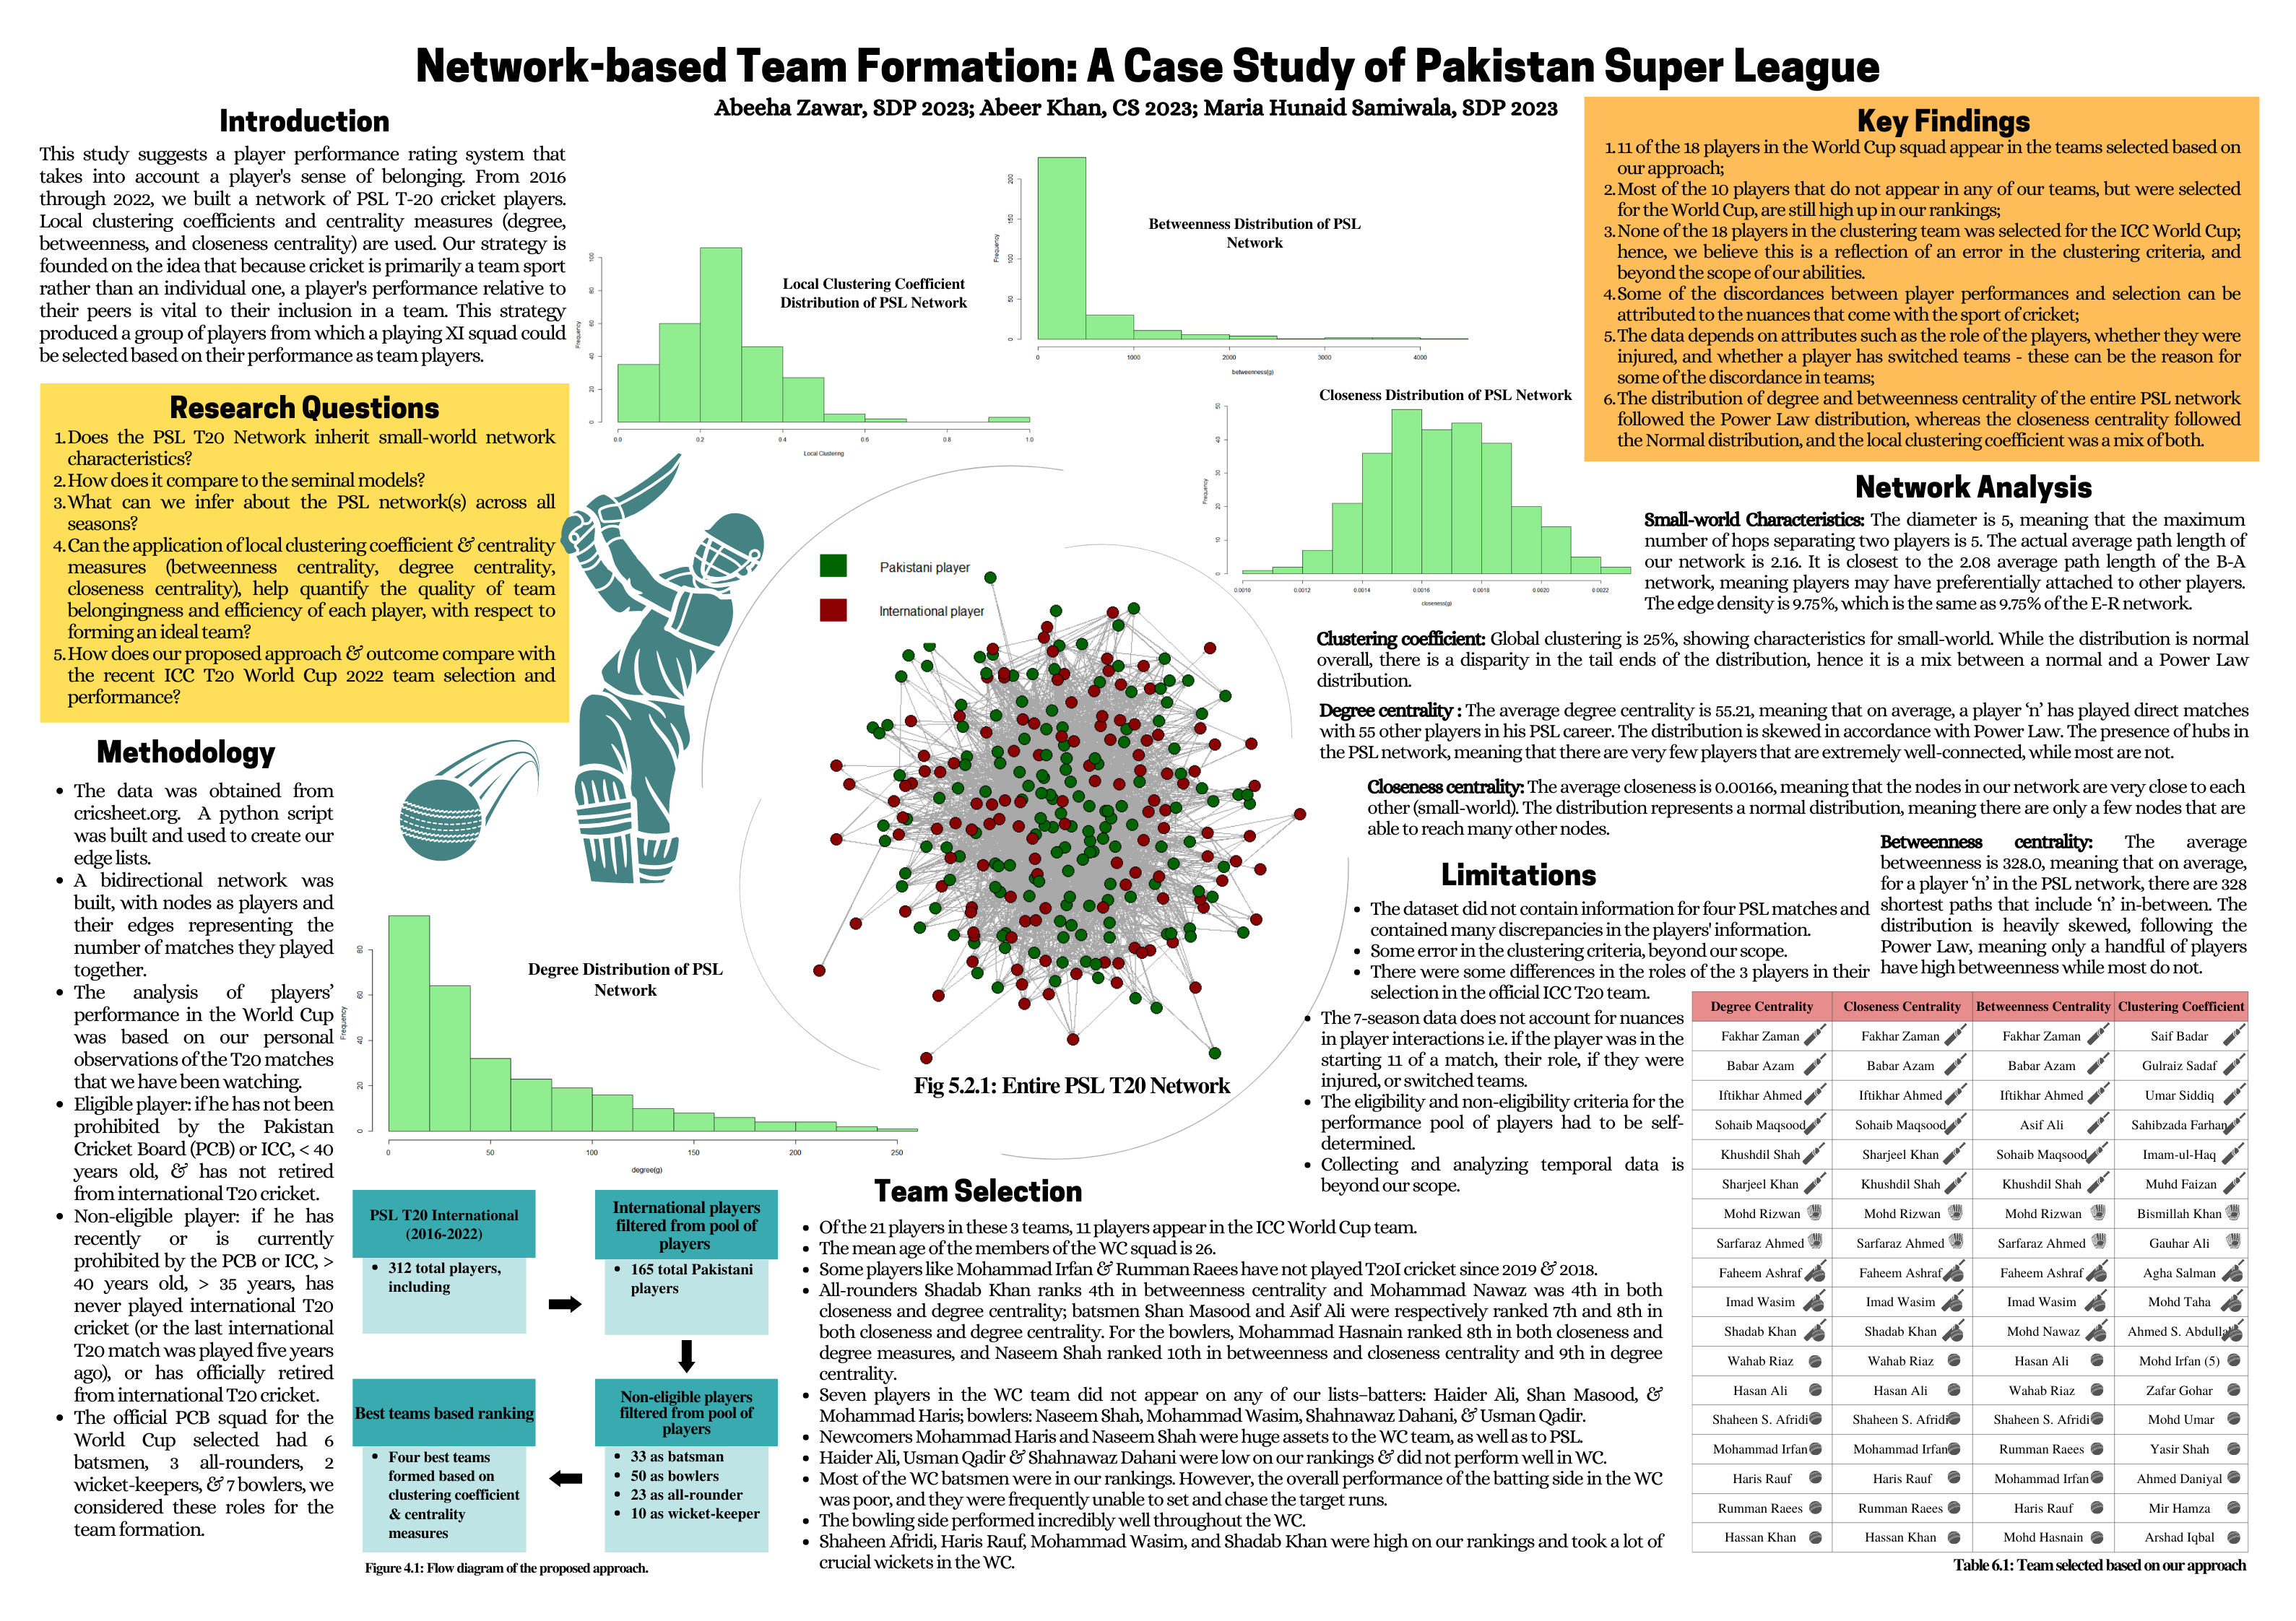 Network-based Team Formation: A Case Study of Pakistan Super League
Abeeha Zawar, SDP 2023; Abeer Khan, CS 2023; Maria Hunaid Samiwala, SDP 2023
Introduction
This study suggests a player performance rating system that
takes into account a player's sense of belonging. From 2016
through 2022, we built a network of PSL T-20 cricket players.
Local clustering coefficients and centrality measures (degree,
betweenness, and closeness centrality) are used. Our strategy is
founded on the idea that because cricket is primarily a team sport
rather than an individual one, a player's performance relative to
their peers is vital to their inclusion in a team. This strategy
produced a group of players from which a playing XI squad could
be selected based on their performance as team players.
Research Questions
1. Does the PSL T20 Network inherit small-world network
characteristics?
2. How does it compare to the seminal models?
3. What can we infer about the PSL network(s) across all
seasons?
4. Can the application of local clustering coefficient & centrality
measures (betweenness centrality, degree centrality,
closeness centrality), help quantify the quality of team
belongingness and efficiency of each player, with respect to
forming an ideal team?
5. How does our proposed approach & outcome compare with
the recent ICC T20 World Cup 2022 team selection and
performance?
Methodology
• The data was obtained from
cricsheet.org. A python script
was built and used to create our
edge lists.
• A bidirectional network was
built, with nodes as players and
their edges representing the
number of matches they played
together.
• The analysis of players'
performance in the World Cup
was based on our personal
observations of the T20 matches
that we have been watching.
• Eligible player: if he has not been
prohibited by the Pakistan
Cricket Board (PCB) or ICC, < 40
years old, & has not retired
from international T20 cricket.
• Non-eligible player: if he has
recently or is currently
prohibited by the PCB or ICC, >
40 years old, > 35 years, has
never played international T20
cricket (or the last international
T20 match was played five years
ago), or has officially retired
from international T20 cricket.
• The official PCB squad for the
World Cup selected had 6
batsmen, 3 all-rounders, 2
wicket-keepers, & 7 bowlers, we
considered these roles for the
team formation.
Local Clustering Coefficient
Distribution of PSL Network
Frequency
0 20 40 60 80 100
0.0 0.2 0.4 0.6 0.8 1.0
Local Clustering
Betweenness Distribution of PSL
Network
Frequency
0 50 100 150 200
0 1000 2000 3000 4000
betweenness(g)
Closeness Distribution of PSL Network
Frequency
0 10 20 30 40 50
0.0010 0.0012 0.0014 0.0016 0.0018 0.0020 0.0022
closeness(g)
Pakistani player
International player
Fig 5.2.1: Entire PSL T20 Network
Degree Distribution of PSL
Network
Frequency
0 20 40 60 80
0 50 100 150 200 250
degree(g)
PSL T20 International
(2016-2022)
• 312 total players,
including
International players
filtered from pool of
players
• 165 total Pakistani
players
Best teams based ranking
• Four best teams
formed based on
clustering coefficient
& centrality
measures
Non-eligible players
filtered from pool of
players
• 33 as batsman
• 50 as bowlers
• 23 as all-rounder
• 10 as wicket-keeper
Figure 4.1: Flow diagram of the proposed approach.
Team Selection
• Of the 21 players in these 3 teams, 11 players appear in the ICC World Cup team.
• The mean age of the members of the WC squad is 26.
• Some players like Mohammad Irfan & Rumman Raees have not played T20I cricket since 2019 & 2018.
• All-rounders Shadab Khan ranks 4th in betweenness centrality and Mohammad Nawaz was 4th in both
closeness and degree centrality; batsmen Shan Masood and Asif Ali were respectively ranked 7th and 8th in
both closeness and degree centrality. For the bowlers, Mohammad Hasnain ranked 8th in both closeness and
degree measures, and Naseem Shah ranked 10th in betweenness and closeness centrality and 9th in degree
centrality.
• Seven players in the WC team did not appear on any of our lists–batters: Haider Ali, Shan Masood, &
Mohammad Haris; bowlers: Naseem Shah, Mohammad Wasim, Shahnawaz Dahani, & Usman Qadir.
• Newcomers Mohammad Haris and Naseem Shah were huge assets to the WC team, as well as to PSL.
• Haider Ali, Usman Qadir & Shahnawaz Dahani were low on our rankings & did not perform well in WC.
• Most of the WC batsmen were in our rankings. However, the overall performance of the batting side in the WC
was poor, and they were frequently unable to set and chase the target runs.
• The bowling side performed incredibly well throughout the WC.
• Shaheen Afridi, Haris Rauf, Mohammad Wasim, and Shadab Khan were high on our rankings and took a lot of
crucial wickets in the WC.
Key Findings
1. 11 of the 18 players in the World Cup squad appear in the teams selected based on
our approach;
2. Most of the 10 players that do not appear in any of our teams, but were selected
for the World Cup, are still high up in our rankings;
3. None of the 18 players in the clustering team was selected for the ICC World Cup;
hence, we believe this is a reflection of an error in the clustering criteria, and
beyond the scope of our abilities.
4. Some of the discordances between player performances and selection can be
attributed to the nuances that come with the sport of cricket;
5. The data depends on attributes such as the role of the players, whether they were
injured, and whether a player has switched teams - these can be the reason for
some of the discordance in teams;
6. The distribution of degree and betweenness centrality of the entire PSL network
followed the Power Law distribution, whereas the closeness centrality followed
the Normal distribution, and the local clustering coefficient was a mix of both.
Network Analysis
Small-world Characteristics: The diameter is 5, meaning that the maximum
number of hops separating two players is 5. The actual average path length of
our network is 2.16. It is closest to the 2.08 average path length of the B-A
network, meaning players may have preferentially attached to other players.
The edge density is 9.75%, which is the same as 9.75% of the E-R network.
Clustering coefficient: Global clustering is 25%, showing characteristics for small-world. While the distribution is normal
overall, there is a disparity in the tail ends of the distribution, hence it is a mix between a normal and a Power Law
distribution.
Degree centrality : The average degree centrality is 55.21, meaning that on average, a player ‘n’ has played direct matches
with 55 other players in his PSL career. The distribution is skewed in accordance with Power Law. The presence of hubs in
the PSL network, meaning that there are very few players that are extremely well-connected, while most are not.
Closeness centrality: The average closeness is 0.00166, meaning that the nodes in our network are very close to each
other (small-world). The distribution represents a normal distribution, meaning there are only a few nodes that are
able to reach many other nodes.
Betweenness centrality: The average
betweenness is 328.0, meaning that on average,
for a player ‘n’ in the PSL network, there are 328
shortest paths that include ‘n’ in-between. The
distribution is heavily skewed, following the
Power Law, meaning only a handful of players
have high betweenness while most do not.
Limitations
• The dataset did not contain information for four PSL matches and
contained many discrepancies in the players' information.
• Some error in the clustering criteria, beyond our scope.
• There were some differences in the roles of the 3 players in their
selection in the official ICC T20 team.
• The 7-season data does not account for nuances
in player interactions i.e. if the player was in the
starting 11 of a match, their role, if they were
injured, or switched teams.
• The eligibility and non-eligibility criteria for the
performance pool of players had to be self-
determined.
• Collecting and analyzing temporal data is
beyond our scope.
Degree Centrality Closeness Centrality Betweenness Centrality Clustering Coefficient
Fakhar Zaman Fakhar Zaman Fakhar Zaman Saif Badar
Babar Azam Babar Azam Babar Azam Gulraiz Sadaf
Iftikhar Ahmed Iftikhar Ahmed Iftikhar Ahmed Umar Siddiq
Sohaib Maqsood Sohaib Maqsood Asif Ali Sahibzada Farhan
Khushdil Shah Sharjeel Khan Sohaib Maqsood Imam-ul-Haq
Sharjeel Khan Khushdil Shah Khushdil Shah Muhd Faizan
Mohd Rizwan Mohd Rizwan Mohd Rizwan Bismillah Khan
Sarfaraz Ahmed Sarfaraz Ahmed Sarfaraz Ahmed Gauhar Ali
Faheem Ashraf Faheem Ashraf Faheem Ashraf Agha Salman
Imad Wasim Imad Wasim Imad Wasim Mohd Taha
Shadab Khan Shadab Khan Mohd Nawaz Ahmed S.
Wahab Riaz Wahab Riaz Hasan Ali Mohd Irfan (5)
Hasan Ali Hasan Ali Wahab Riaz Zafar Gohar
Shaheen S. Afridi Shaheen S. Afridi Shaheen S. Afridi Mohd Umar
Mohammad Irfan Mohammad Irfan Rumman Raees Yasir Shah
Haris Rauf Haris Rauf Mohammad Irfan Ahmed Daniyal
Rumman Raees Rumman Raees Haris Rauf Mir Hamza
Hassan Khan Hassan Khan Mohd Hasnain Arshad Iqbal
Table 6.1: Team selected based on our approach